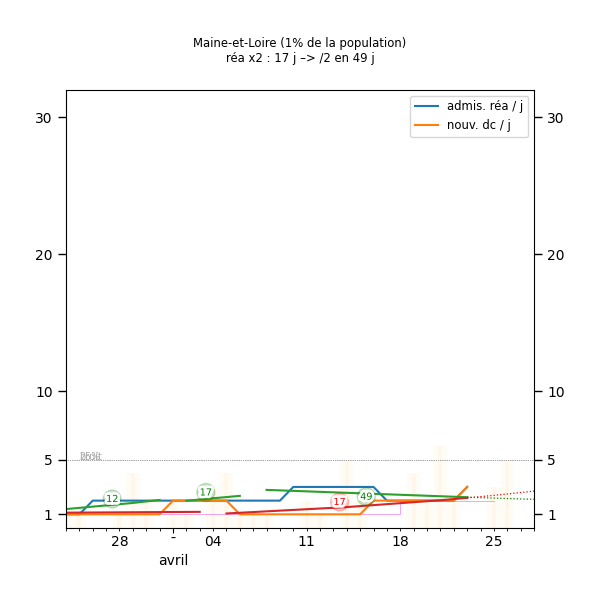 Maine-et-Loire (1% de la population)
réa x2 : 17 j –> /2 en 49 j
admis. réa / j
nouv. dc / j
30 30
20 20
10 10
5 5
1 1
12 17 17 49
28 - 04 11 18 25
avril